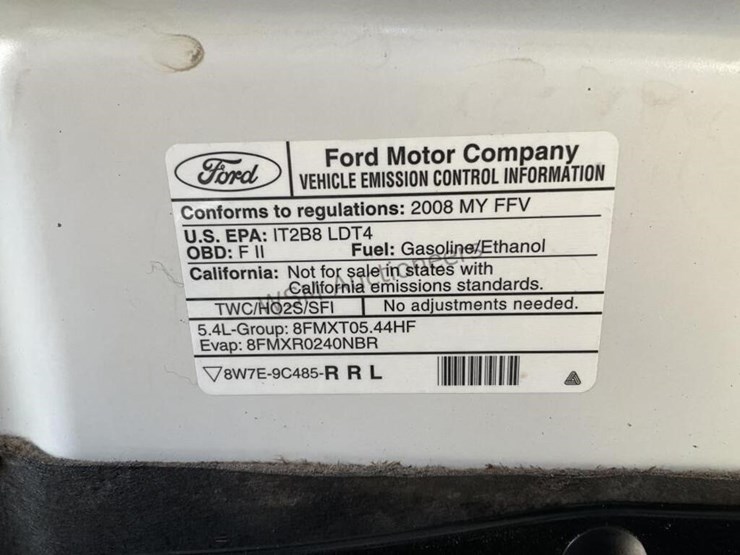 Ford
Ford Motor Company
VEHICLE EMISSION CONTROL INFORMATION
Conforms to regulations: 2008 MY FFV
U.S. EPA: IT2B8 LDT4
OBD: F II Fuel: Gasoline/Ethanol
California: Not for sale in states with
California emissions standards.
TWC/HO2S/SFI No adjustments needed.
5.4L-Group: 8FMXT05.44HF
Evap: 8FMXR0240NBR
8W7E-9C485-R R L